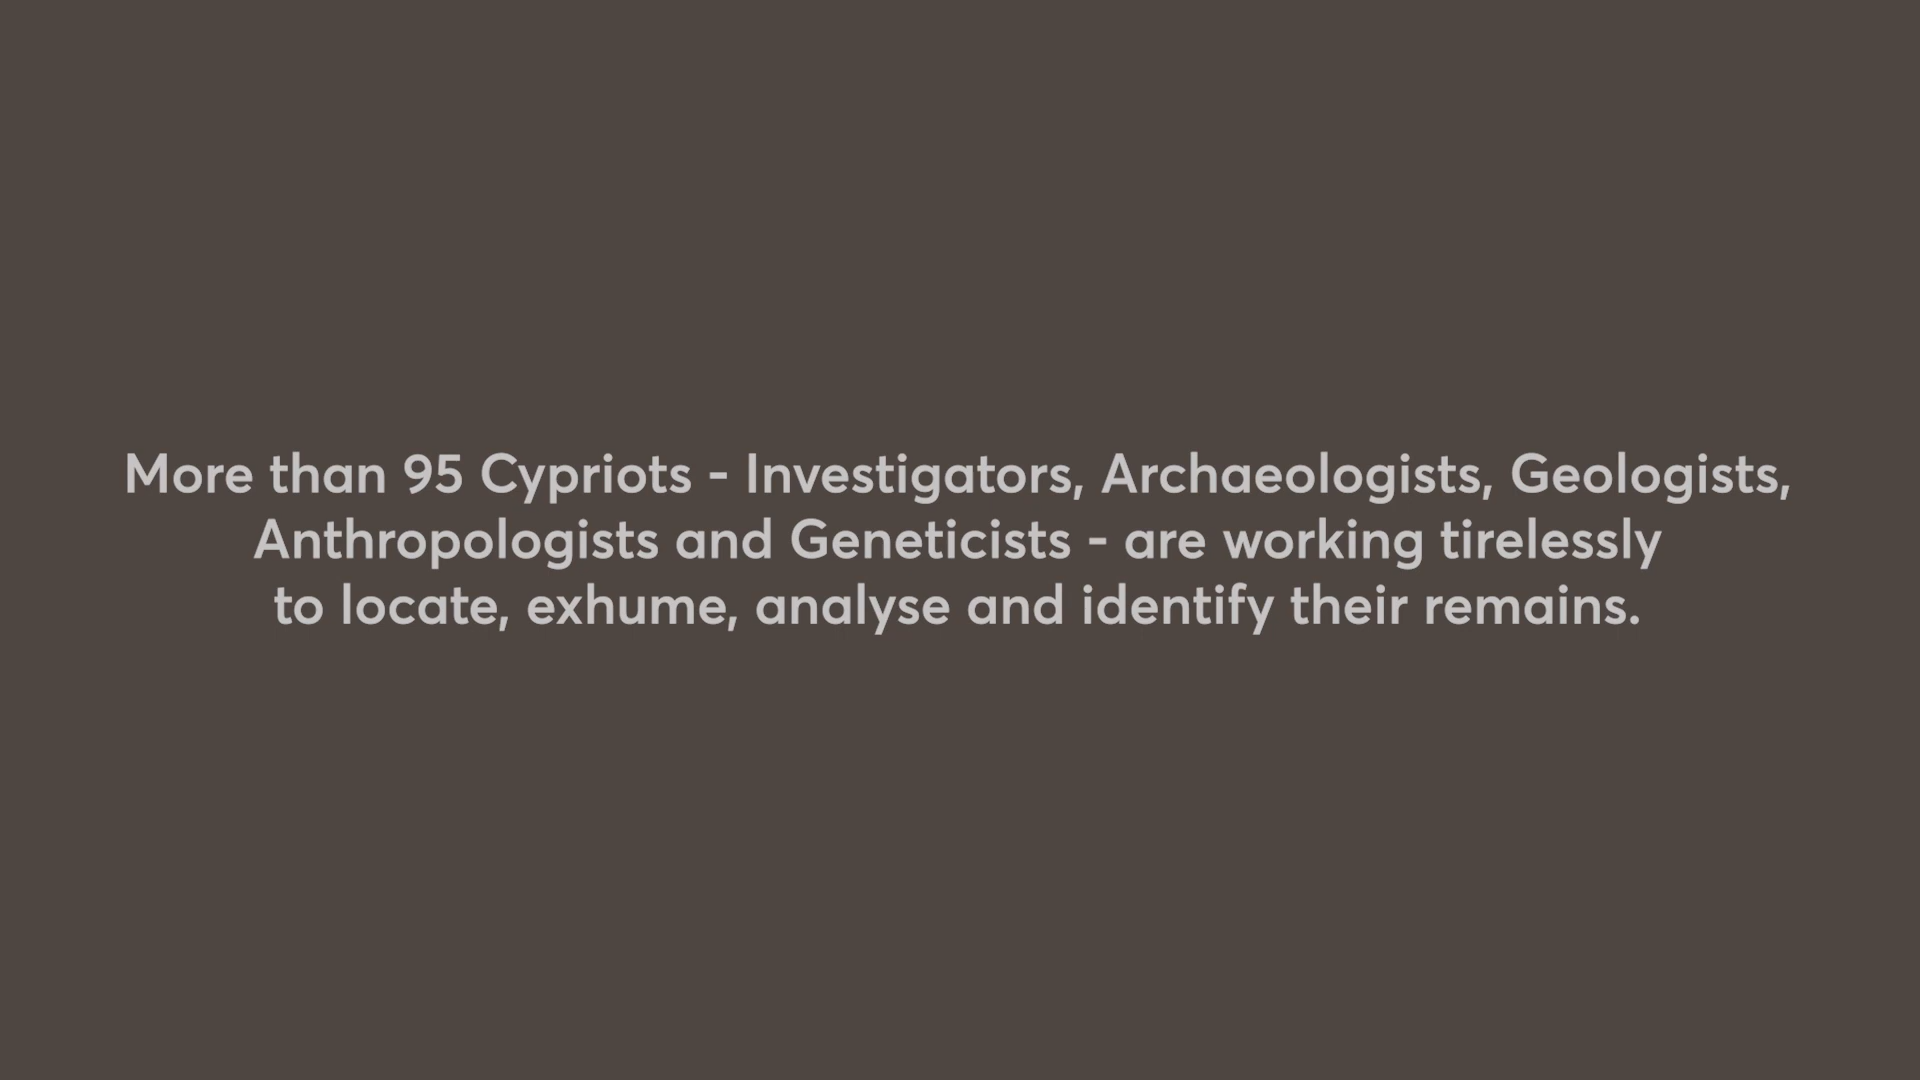 More than 95 Cypriots - Investigators, Archaeologists, Geologists,
Anthropologists and Geneticists - are working tirelessly
to locate, exhume, analyse and identify their remains.